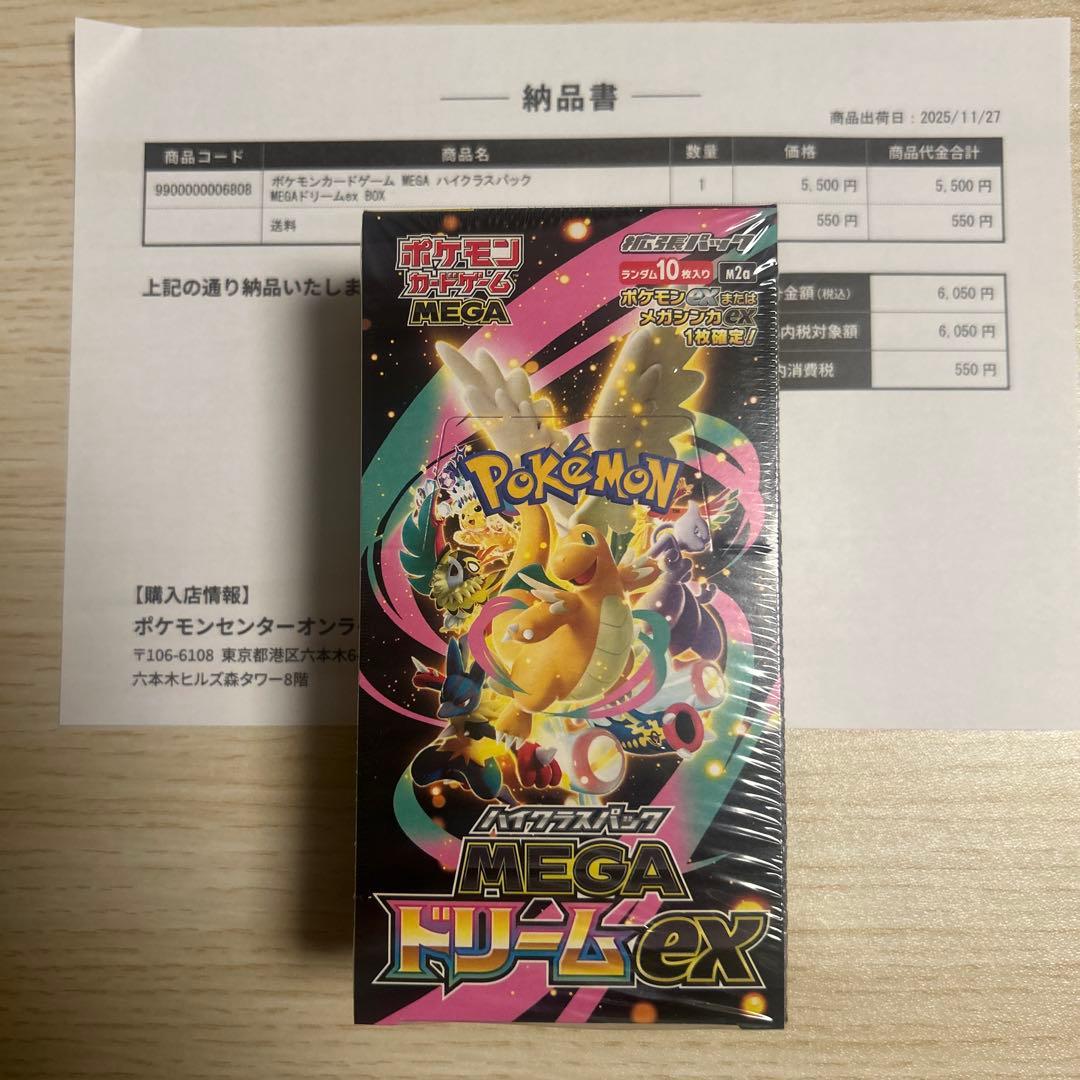 納品書
商品出荷日：2025/11/27
商品コード 商品名 数量 価格 商品代金合計
9900000006808 ポケモンカードゲーム MEGA ハイクラスパック 1 5,500 円 5,500 円
MEGAドリームex BOX
送料 550 円 550 円
上記の通り納品いたしま
金額(税込) 6,050 円
内税対象額 6,050 円
内消費税 550 円
【購入店情報】
ポケモンセンターオンラ
〒106-6108 東京都港区六本木6-
六本木ヒルズ森タワー8階
ポケモン
カードゲーム
MEGA
拡張パック
ランダム10枚入り M2a
ポケモンexまたは
メガシンカex
1枚確定!
POKéMON
ハイクラスパック
MEGA
ドリームex